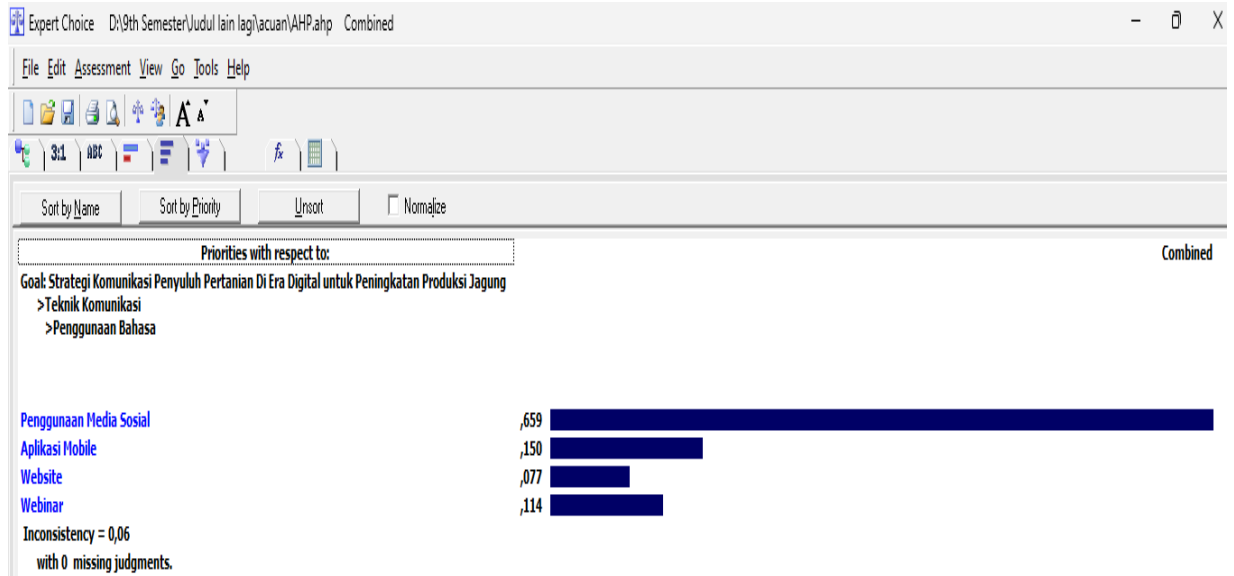 Expert Choice D:\9th Semester\Judul lain lagi\acuan\AHP.ahp Combined
File Edit Assessment View Go Tools Help
A A
3:1 ABC fx
Sort by Name Sort by Priority Unsort Normalize
Priorities with respect to: Combined
Goal: Strategi Komunikasi Penyuluh Pertanian Di Era Digital untuk Peningkatan Produksi Jagung
>Teknik Komunikasi
>Penggunaan Bahasa
Penggunaan Media Sosial ,659
Aplikasi Mobile ,150
Website ,077
Webinar ,114
Inconsistency = 0,06
with 0 missing judgments.